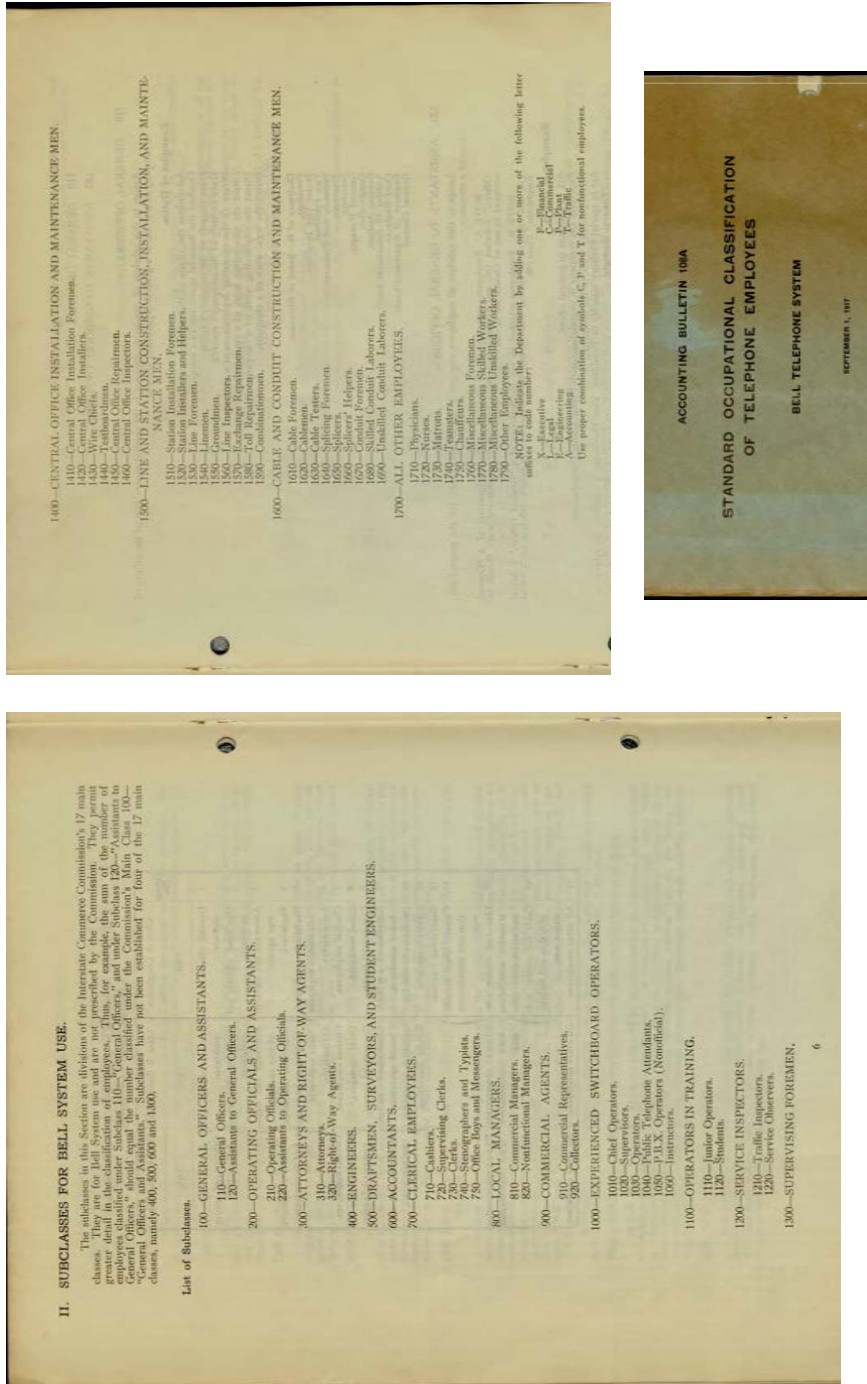 ACCOUNTING BULLETIN 108A
STANDARD OCCUPATIONAL CLASSIFICATION
OF TELEPHONE EMPLOYEES
BELL TELEPHONE SYSTEM
SEPTEMBER 1, 1917
II. SUBCLASSES FOR BELL SYSTEM USE.
The subclasses in this Section are divisions of the Interstate Commerce Commission's 17 main
classes. They are for Bell System use and are not prescribed by the Commission. They permit
greater detail in the classification of employees. Thus, for example, the sum of the number of
employees classified under Subclass 110—"General Officers," and under Subclass 120—"Assistants to
General Officers," should equal the number classified under the Commission's Main Class 100—
"General Officers and Assistants." Subclasses have not been established for four of the 17 main
classes, namely 400, 500, 600 and 1300.
List of Subclasses.
100—GENERAL OFFICERS AND ASSISTANTS.
110—General Officers.
120—Assistants to General Officers.
200—OPERATING OFFICIALS AND ASSISTANTS.
210—Operating Officials.
220—Assistants to Operating Officials.
300—ATTORNEYS AND RIGHT-OF-WAY AGENTS.
310—Attorneys.
320—Right-of-Way Agents.
400—ENGINEERS.
500—DRAFTSMEN, SURVEYORS, AND STUDENT ENGINEERS.
600—ACCOUNTANTS.
700—CLERICAL EMPLOYEES.
710—Cashiers.
720—Supervising Clerks.
730—Clerks.
740—Stenographers and Typists.
750—Office Boys and Messengers.
800—LOCAL MANAGERS.
810—Commercial Managers.
820—Nonfunctional Managers.
900—COMMERCIAL AGENTS.
910—Commercial Representatives.
920—Collectors.
1000—EXPERIENCED SWITCHBOARD OPERATORS.
1010—Chief Operators.
1020—Supervisors.
1030—Operators.
1040—Public Telephone Attendants.
1050—P.B.X. Operators (Nonofficial).
1060—Instructors.
1100—OPERATORS IN TRAINING.
1110—Junior Operators.
1120—Students.
1200—SERVICE INSPECTORS.
1210—Traffic Inspectors.
1220—Service Observers.
1300—SUPERVISING FOREMEN.
6
1400—CENTRAL OFFICE INSTALLATION AND MAINTENANCE MEN.
1410—Central Office Installation Foremen.
1420—Central Office Installers.
1430—Wire Chiefs.
1440—Testboardmen.
1450—Central Office Repairmen.
1460—Central Office Inspectors.
1500—LINE AND STATION CONSTRUCTION, INSTALLATION, AND MAINTE-
NANCE MEN.
1510—Station Installation Foremen.
1520—Station Installers and Helpers.
1530—Line Foremen.
1540—Linemen.
1550—Groundmen.
1560—Line Inspectors.
1570—Exchange Repairmen.
1580—Toll Repairmen.
1590—Combinationmen.
1600—CABLE AND CONDUIT CONSTRUCTION AND MAINTENANCE MEN.
1610—Cable Foremen.
1620—Cablemen.
1630—Cable Testers.
1640—Splicing Foremen.
1650—Splicers.
1660—Splicers' Helpers.
1670—Conduit Foremen.
1680—Skilled Conduit Laborers.
1690—Unskilled Conduit Laborers.
1700—ALL OTHER EMPLOYEES.
1710—Physicians.
1720—Nurses.
1730—Matrons.
1740—Teamsters.
1750—Chauffeurs.
1760—Miscellaneous Foremen.
1770—Miscellaneous Skilled Workers.
1780—Miscellaneous Unskilled Workers.
1790—Other Employees.
NOTE: Designate the Department by adding one or more of the following letter
suffixes to code number:
X—Executive F—Financial
L—Legal C—Commercial
E—Engineering P—Plant
A—Accounting T—Traffic
Use proper combination of symbols C, P and T for nonfunctional employees.